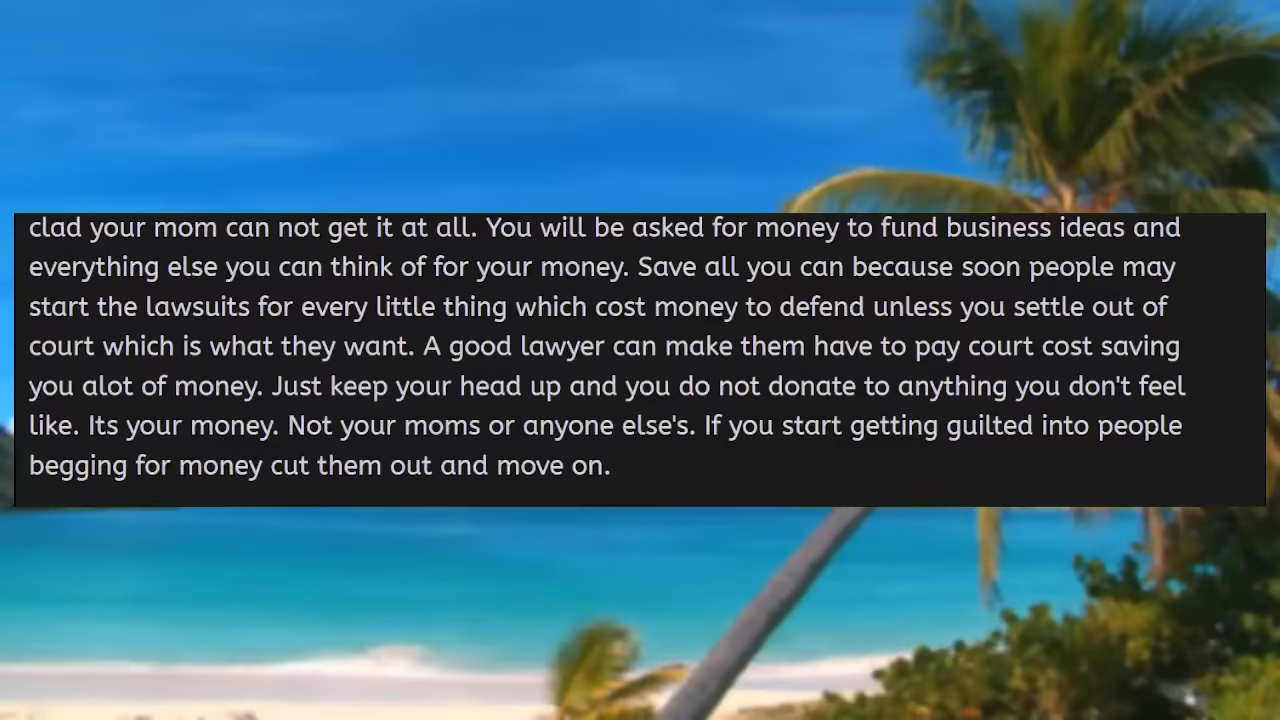 clad your mom can not get it at all. You will be asked for money to fund business ideas and
everything else you can think of for your money. Save all you can because soon people may
start the lawsuits for every little thing which cost money to defend unless you settle out of
court which is what they want. A good lawyer can make them have to pay court cost saving
you alot of money. Just keep your head up and you do not donate to anything you don't feel
like. Its your money. Not your moms or anyone else's. If you start getting guilted into people
begging for money cut them out and move on.